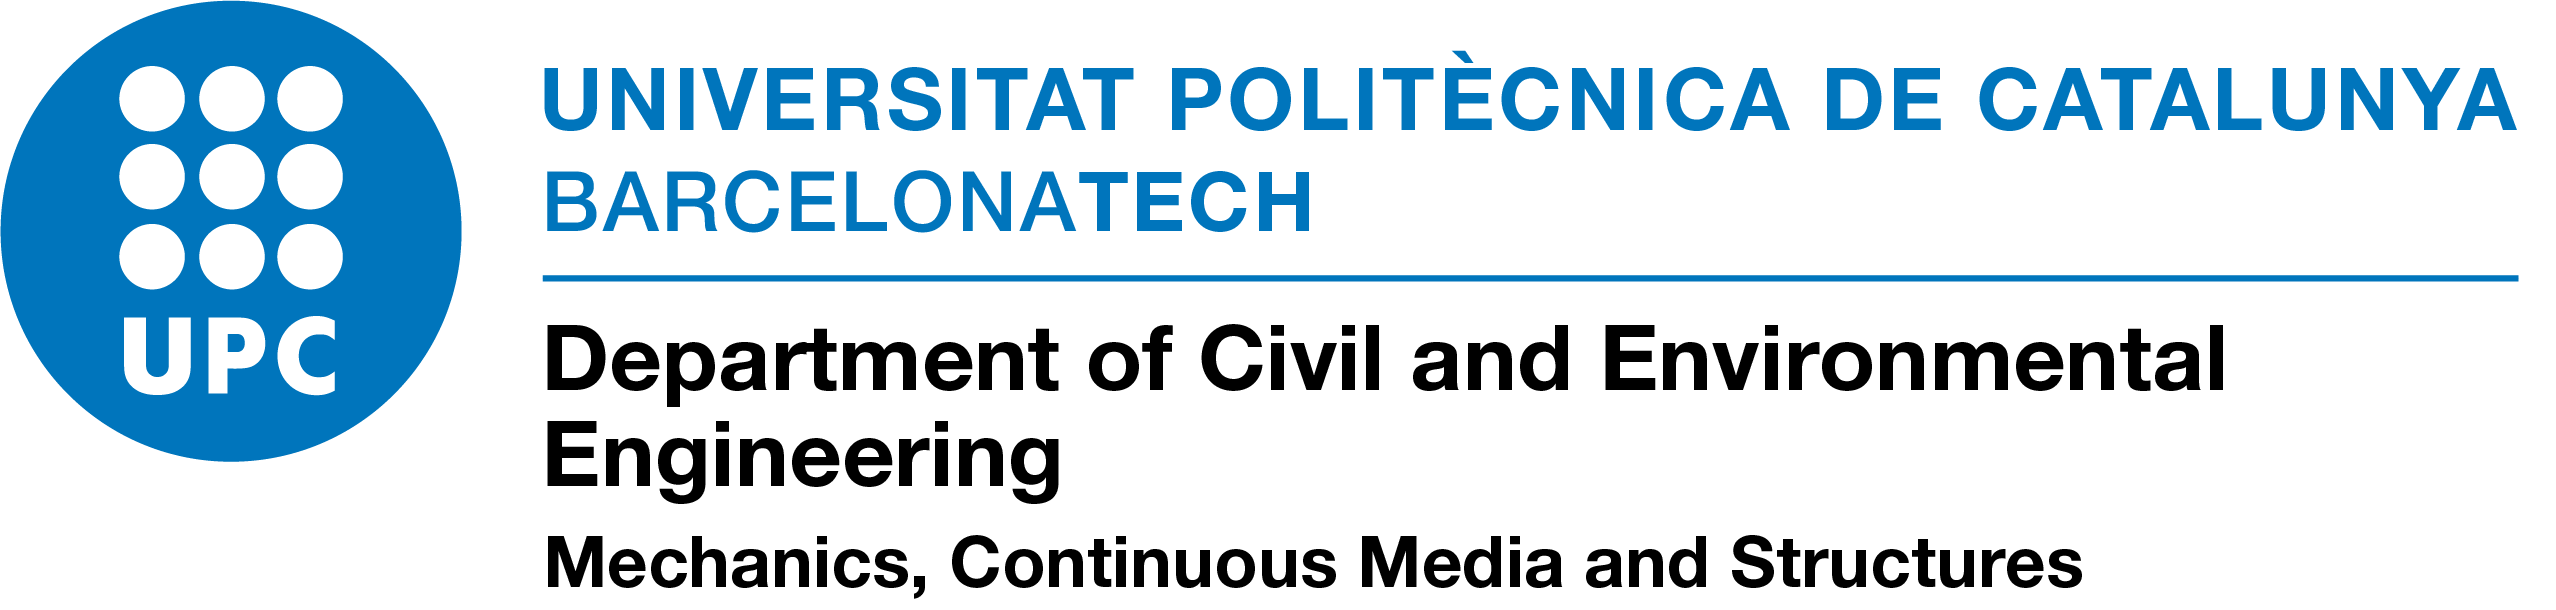 UPC
UNIVERSITAT POLITÈCNICA DE CATALUNYA
BARCELONATECH
Department of Civil and Environmental
Engineering
Mechanics, Continuous Media and Structures